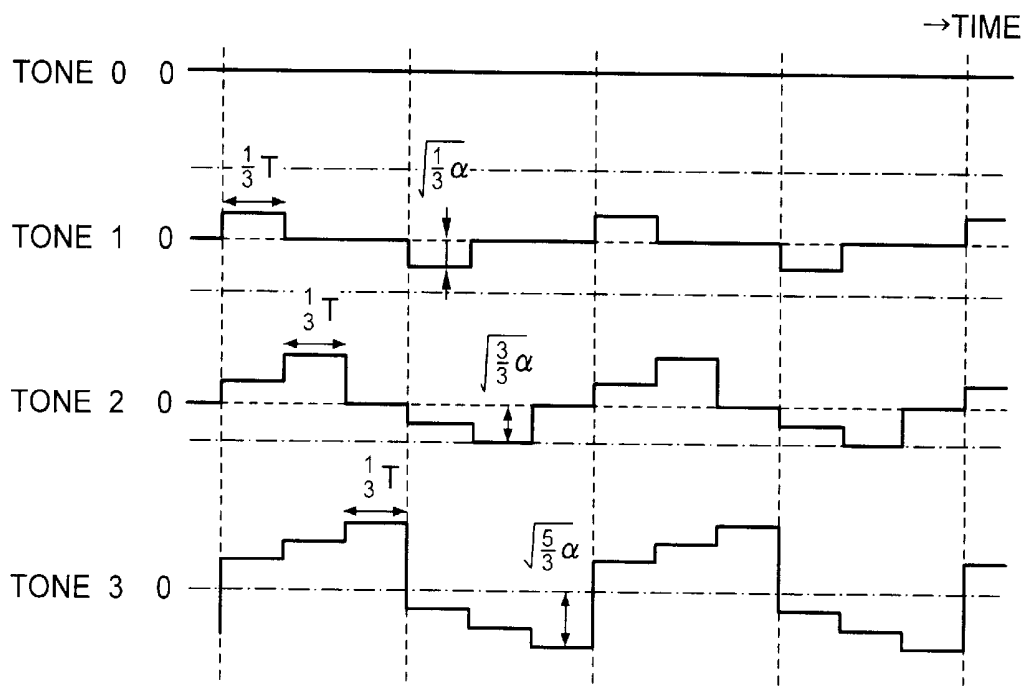 →TIME
TONE 0 0
1/3 T
√1/3 α
TONE 1 0
1/3 T
√3/3 α
TONE 2 0
1/3 T
√5/3 α
TONE 3 0